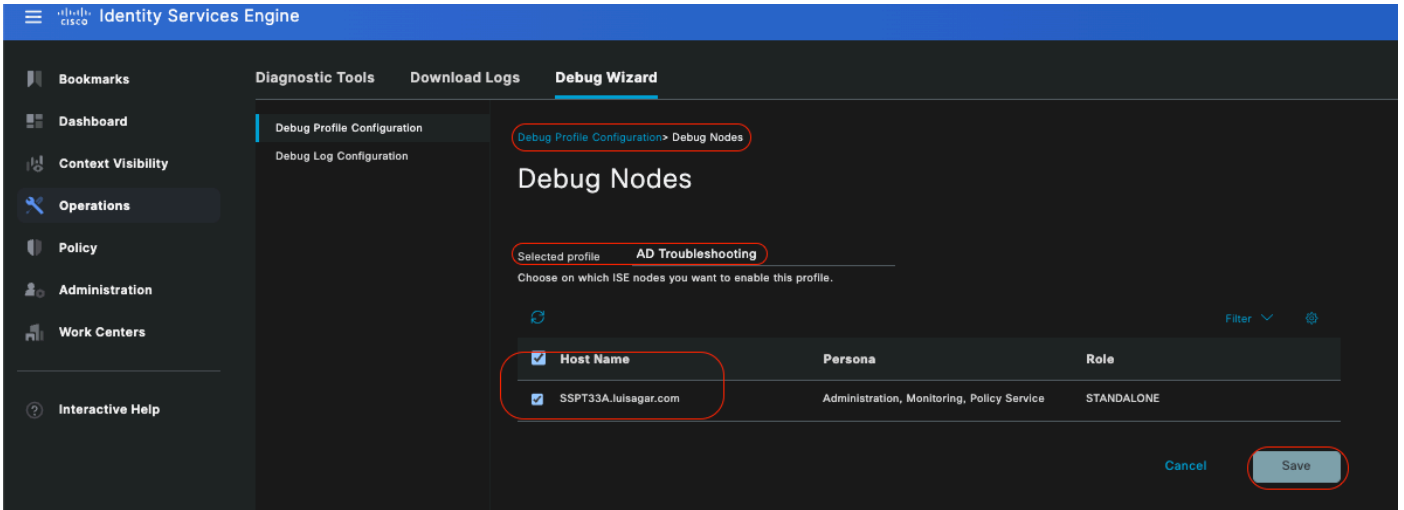 cisco Identity Services Engine
Bookmarks
Dashboard
Context Visibility
Operations
Policy
Administration
Work Centers
Interactive Help
Diagnostic Tools Download Logs Debug Wizard
Debug Profile Configuration
Debug Log Configuration
Debug Profile Configuration> Debug Nodes
Debug Nodes
Selected profile AD Troubleshooting
Choose on which ISE nodes you want to enable this profile.
Filter
Host Name Persona Role
SSPT33A.luisagar.com Administration, Monitoring, Policy Service STANDALONE
Cancel Save